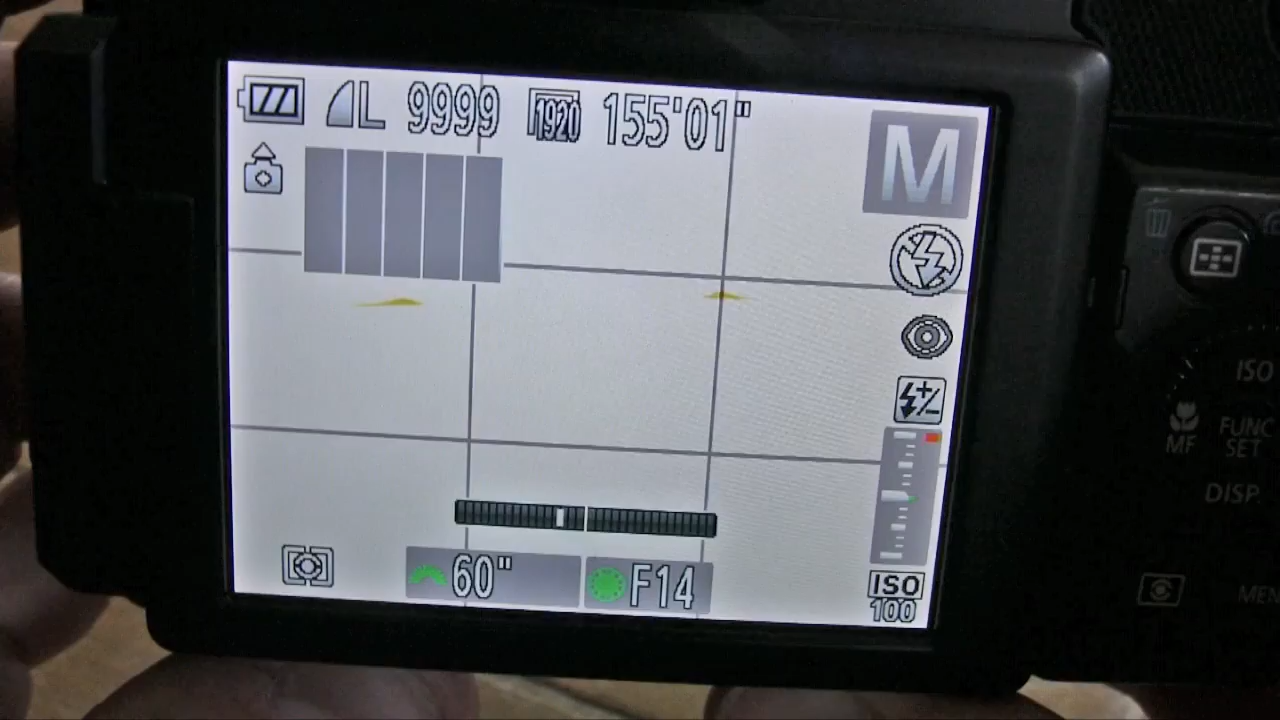 L 9999 1920 155'01"
M
ISO
MF
FUNC
SET
DISP.
60" F14
ISO
100
MEN